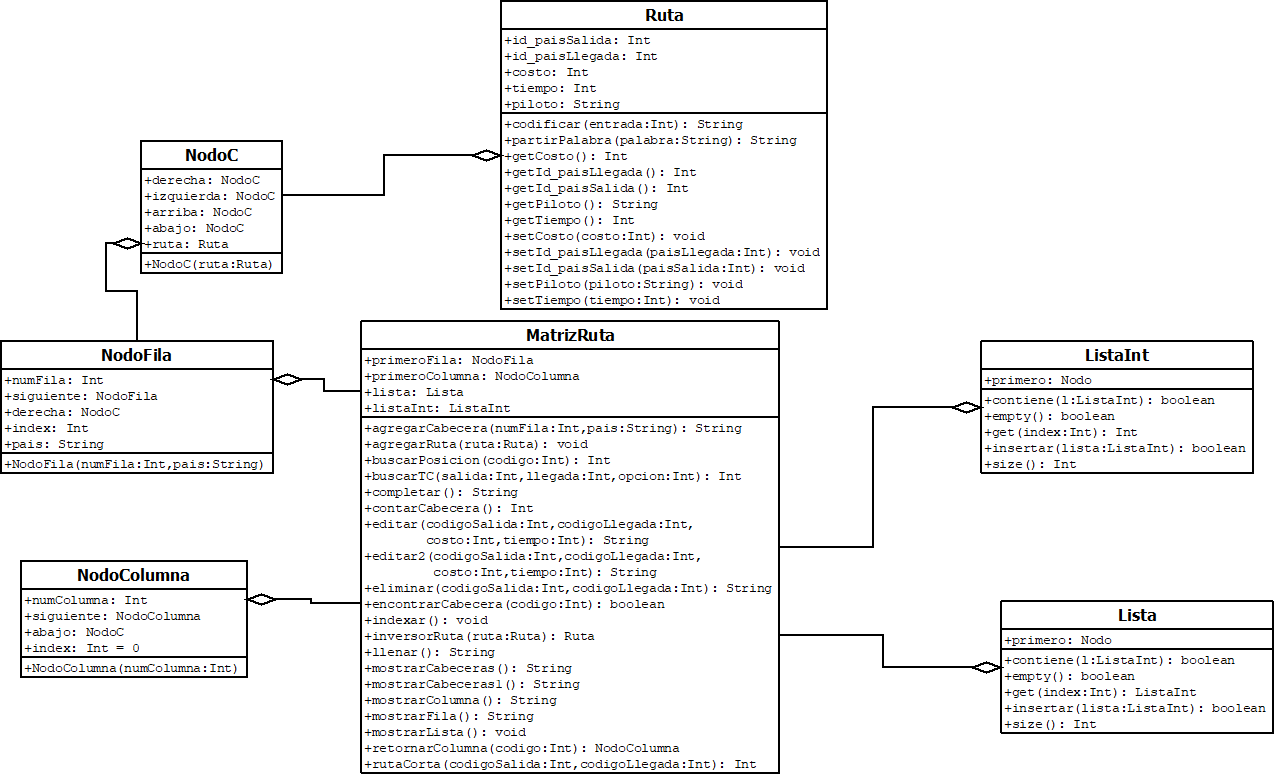 Ruta
+id_paisSalida: Int
+id_paisLlegada: Int
+costo: Int
+tiempo: Int
+piloto: String
+codificar(entrada:Int): String
+partirPalabra(palabra:String): String
+getCosto(): Int
+getId_paisLlegada(): Int
+getId_paisSalida(): Int
+getPiloto(): String
+getTiempo(): Int
+setCosto(costo:Int): void
+setId_paisLlegada(paisLlegada:Int): void
+setId_paisSalida(paisSalida:Int): void
+setPiloto(piloto:String): void
+setTiempo(tiempo:Int): void
NodoC
+derecha: NodoC
+izquierda: NodoC
+arriba: NodoC
+abajo: NodoC
+ruta: Ruta
+NodoC(ruta:Ruta)
NodoFila
+numFila: Int
+siguiente: NodoFila
+derecha: NodoC
+index: Int
+pais: String
+NodoFila(numFila:Int,pais:String)
MatrizRuta
+primeroFila: NodoFila
+primeroColumna: NodoColumna
+lista: Lista
+listaInt: ListaInt
+agregarCabecera(numFila:Int,pais:String): String
+agregarRuta(ruta:Ruta): void
+buscarPosicion(codigo:Int): Int
+buscarTC(salida:Int,llegada:Int,opcion:Int): Int
+completar(): String
+contarCabecera(): Int
+editar(codigoSalida:Int,codigoLlegada:Int,
costo:Int,tiempo:Int): String
+editar2(codigoSalida:Int,codigoLlegada:Int,
costo:Int,tiempo:Int): String
+eliminar(codigoSalida:Int,codigoLlegada:Int): String
+encontrarCabecera(codigo:Int): boolean
+indexar(): void
+inversorRuta(ruta:Ruta): Ruta
+llenar(): String
+mostrarCabeceras(): String
+mostrarCabeceras1(): String
+mostrarColumna(): String
+mostrarFila(): String
+mostrarLista(): void
+retornarColumna(codigo:Int): NodoColumna
+rutaCorta(codigoSalida:Int,codigoLlegada:Int): Int
ListaInt
+primero: Nodo
+contiene(l:ListaInt): boolean
+empty(): boolean
+get(index:Int): Int
+insertar(lista:ListaInt): boolean
+size(): Int
NodoColumna
+numColumna: Int
+siguiente: NodoColumna
+abajo: NodoC
+index: Int = 0
+NodoColumna(numColumna:Int)
Lista
+primero: Nodo
+contiene(l:ListaInt): boolean
+empty(): boolean
+get(index:Int): ListaInt
+insertar(lista:ListaInt): boolean
+size(): Int